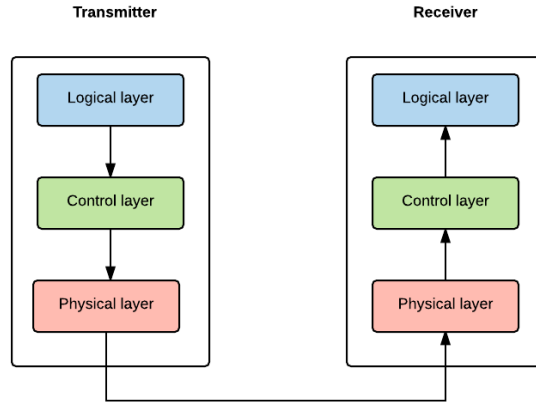 Transmitter
Receiver
Logical layer
Logical layer
Control layer
Control layer
Physical layer
Physical layer